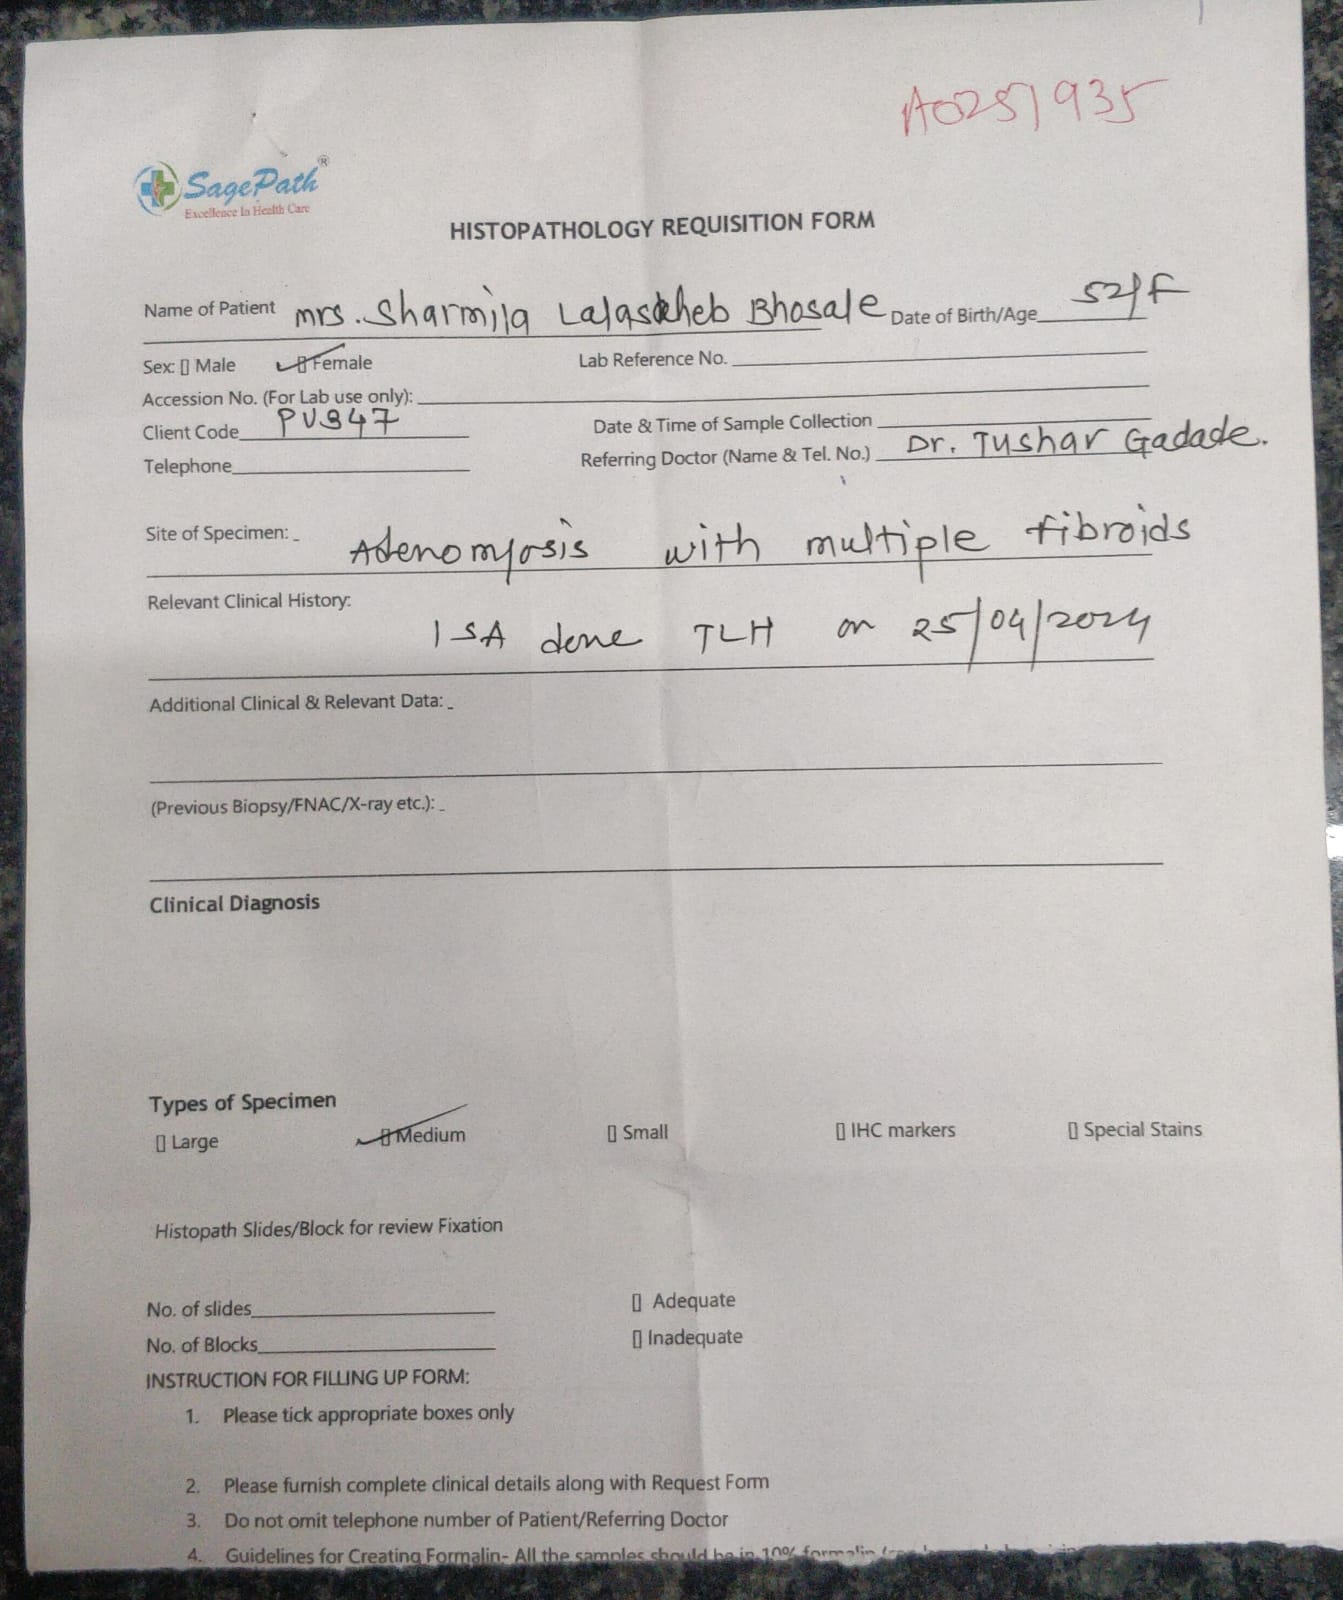 A0251935
SagePath®
Excellence In Health Care
HISTOPATHOLOGY REQUISITION FORM
Name of Patient Mrs. Sharmila Lalasaheb Bhosale Date of Birth/Age 52/F
Sex: [] Male [] Female Lab Reference No.
Accession No. (For Lab use only):
Client Code PV347 Date & Time of Sample Collection
Telephone Referring Doctor (Name & Tel. No.) Dr. Tushar Gadade.
Site of Specimen: Adenomyosis with multiple fibroids
Relevant Clinical History:
ISA done TLH on 25/04/2024
Additional Clinical & Relevant Data:
(Previous Biopsy/FNAC/X-ray etc.):
Clinical Diagnosis
Types of Specimen
[] Large [] Medium [] Small [] IHC markers [] Special Stains
Histopath Slides/Block for review Fixation
No. of slides [] Adequate
No. of Blocks [] Inadequate
INSTRUCTION FOR FILLING UP FORM:
1. Please tick appropriate boxes only
2. Please furnish complete clinical details along with Request Form
3. Do not omit telephone number of Patient/Referring Doctor
4. Guidelines for Creating Formalin- All the samples should be in 10% formalin